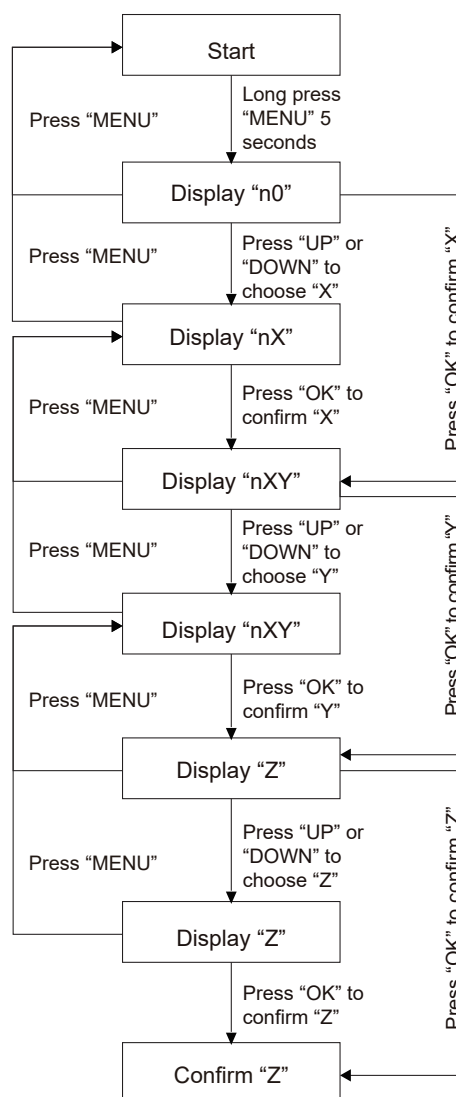 Start
Long press
“MENU” 5
seconds
Press “MENU”
Display “n0”
Press “UP” or
“DOWN” to
choose “X”
Press “MENU”
Press “OK” to confirm “X”
Display “nX”
Press “OK” to
confirm “X”
Press “MENU”
Display “nXY”
Press “UP” or
“DOWN” to
choose “Y”
Press “MENU”
Press “OK” to confirm “Y”
Display “nXY”
Press “OK” to
confirm “Y”
Press “MENU”
Display “Z”
Press “UP” or
“DOWN” to
choose “Z”
Press “MENU”
Press “OK” to confirm “Z”
Display “Z”
Press “OK” to
confirm “Z”
Confirm “Z”